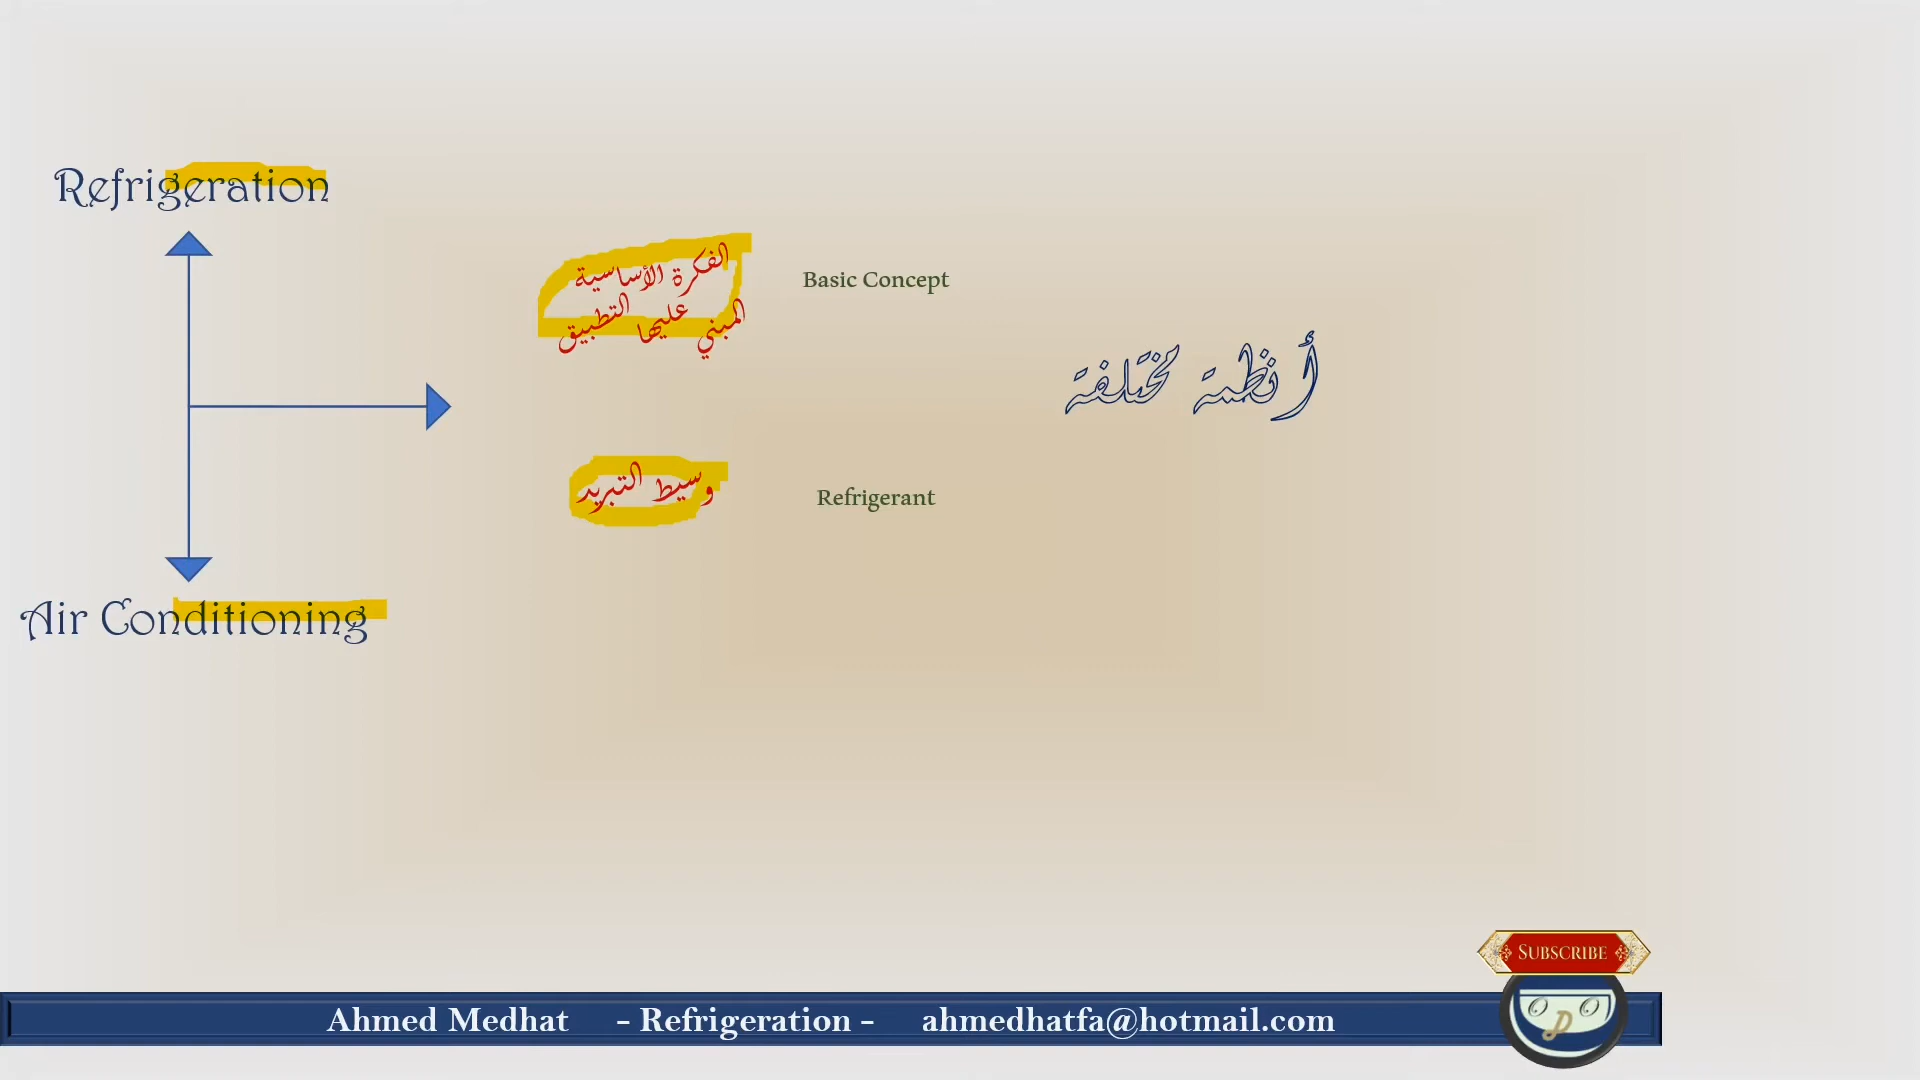 Refrigeration
الفكرة الأساسية
المبني عليها التطبيق
Basic Concept
أنظمة مختلفة
وسيط التبريد
Refrigerant
Air Conditioning
SUBSCRIBE
Ahmed Medhat - Refrigeration - ahmedhatfa@hotmail.com
O D O